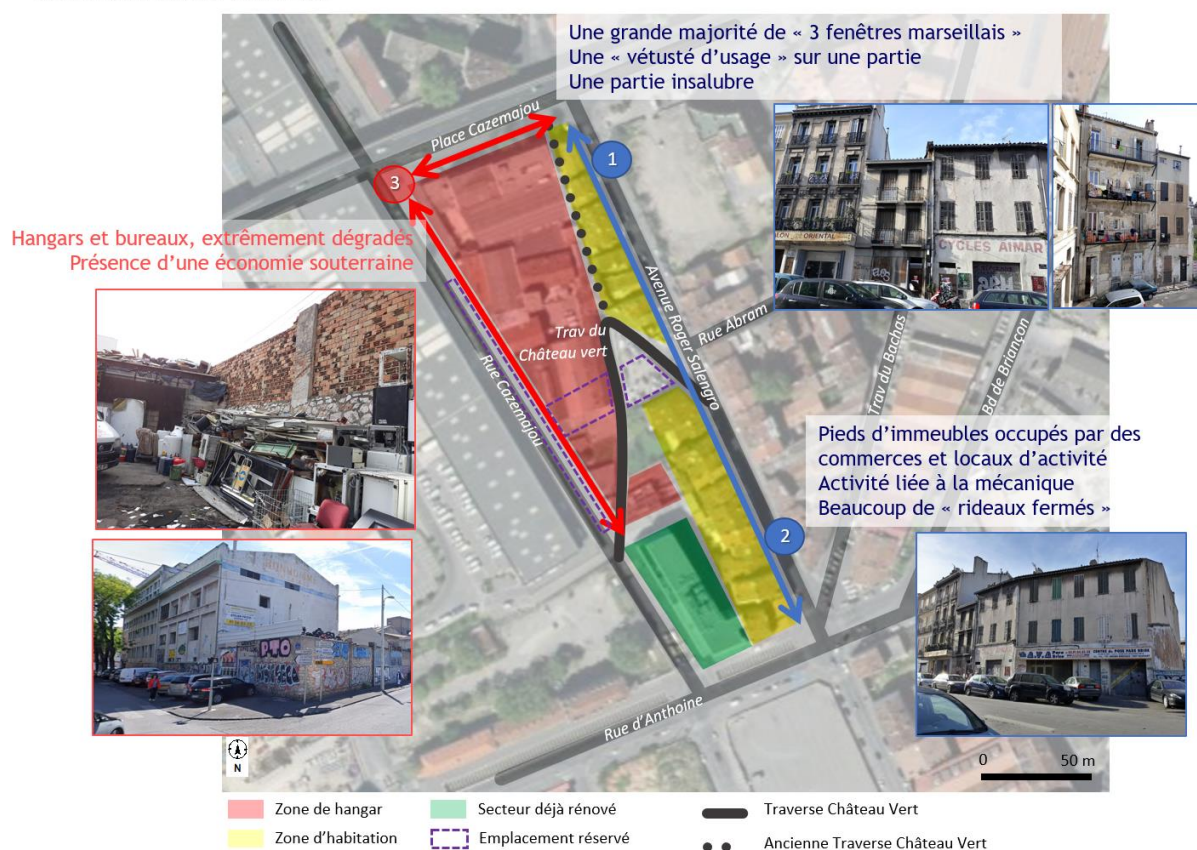 Une grande majorité de « 3 fenêtres marseillais »
Une « vétusté d’usage » sur une partie
Une partie insalubre
Place Cazemajou
1
3
Hangars et bureaux, extrêmement dégradés
Présence d’une économie souterraine
ORIENTAL
CYCLES AIMAR
Avenue Roger Salengro
Rue Abram
Trav du
Château vert
Rue Cazemajou
Trav du Bachas
Bd de Briançon
Pieds d’immeubles occupés par des
commerces et locaux d’activité
Activité liée à la mécanique
Beaucoup de « rideaux fermés »
2
PTO
Rue d’Anthoine
N
0 50 m
Zone de hangar
Secteur déjà rénové
Traverse Château Vert
Zone d’habitation
Emplacement réservé
Ancienne Traverse Château Vert